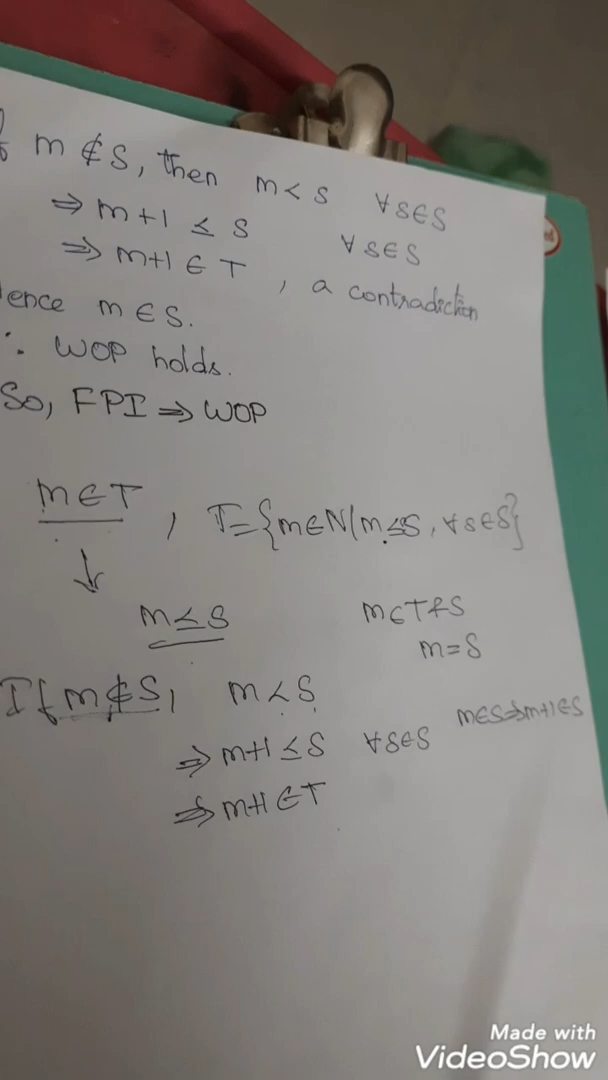 m ∉ S, then m < s ∀ s ∈ S
⇒ m+1 ≤ s ∀ s ∈ S
⇒ m+1 ∈ T, a contradiction
ence m ∈ S.
∴ WOP holds.
So, FPI ⇒ WOP
m ∈ T, T = {m ∈ N | m ≤ s, ∀ s ∈ S}
↓
m ≤ s m ∈ T & S
m = s
If m ∉ S, m < s
⇒ m+1 ≤ s ∀ s ∈ S m ∈ S ⇒ m+1 ∈ S
⇒ m+1 ∈ T
Made with
VideoShow